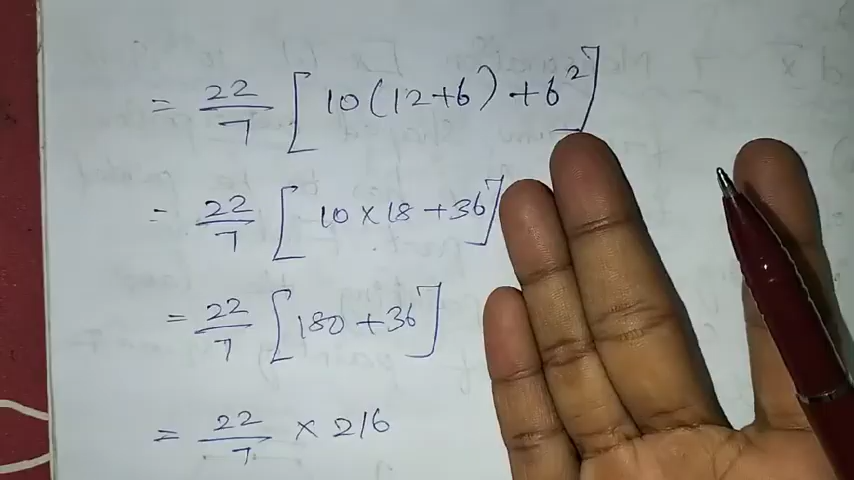 = 22/7 [ 10(12+6) + 6² ]
= 22/7 [ 10 × 18 + 36 ]
= 22/7 [ 180 + 36 ]
= 22/7 × 216